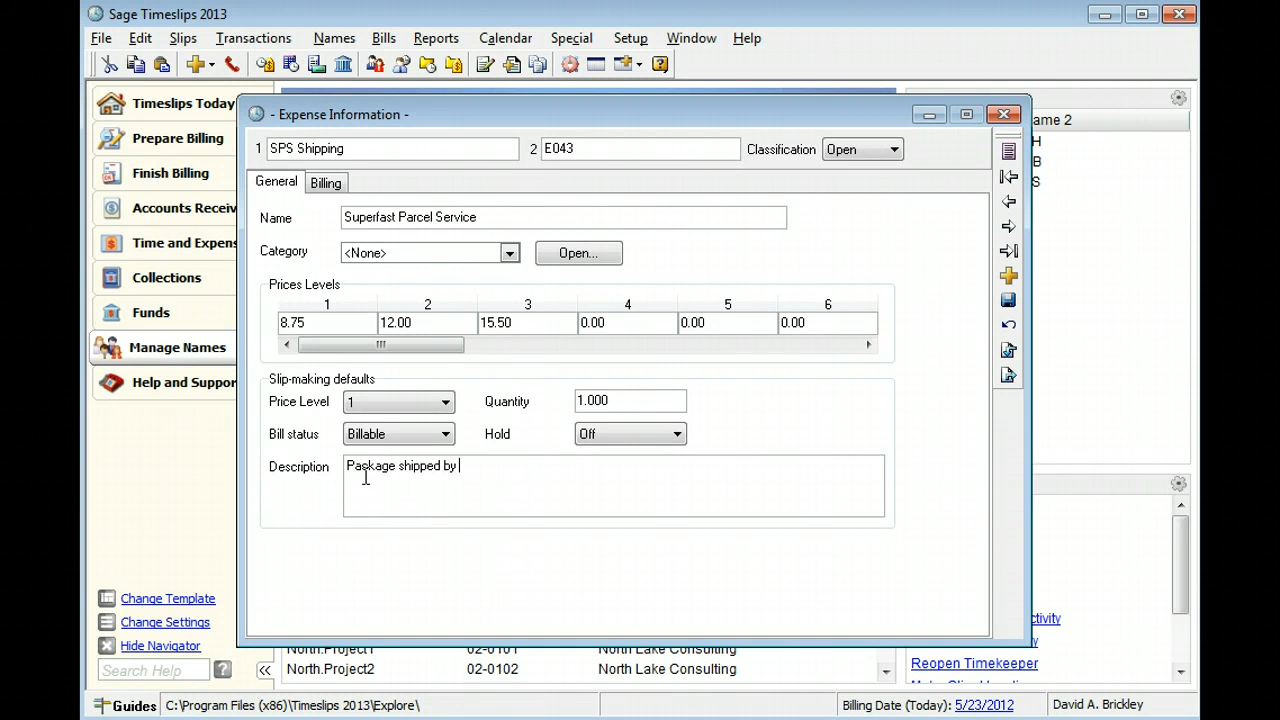 Sage Timeslips 2013
File Edit Slips Transactions Names Bills Reports Calendar Special Setup Window Help
Timeslips Today
Prepare Billing
Finish Billing
Accounts Receiv
Time and Expens
Collections
Funds
Manage Names
Help and Suppor
Change Template
Change Settings
Hide Navigator
Search Help
- Expense Information -
1 SPS Shipping 2 E043 Classification Open
General Billing
Name Superfast Parcel Service
Category <None> Open...
Prices Levels
1 2 3 4 5 6
8.75 12.00 15.50 0.00 0.00 0.00
Slip-making defaults
Price Level 1 Quantity 1.000
Bill status Billable Hold Off
Description Package shipped by
ame 2
H
B
S
North.Project1 02-0101 North Lake Consulting
North.Project2 02-0102 North Lake Consulting
tivity
Reopen Timekeeper
Guides C:\Program Files (x86)\Timeslips 2013\Explore\ Billing Date (Today): 5/23/2012 David A. Brickley